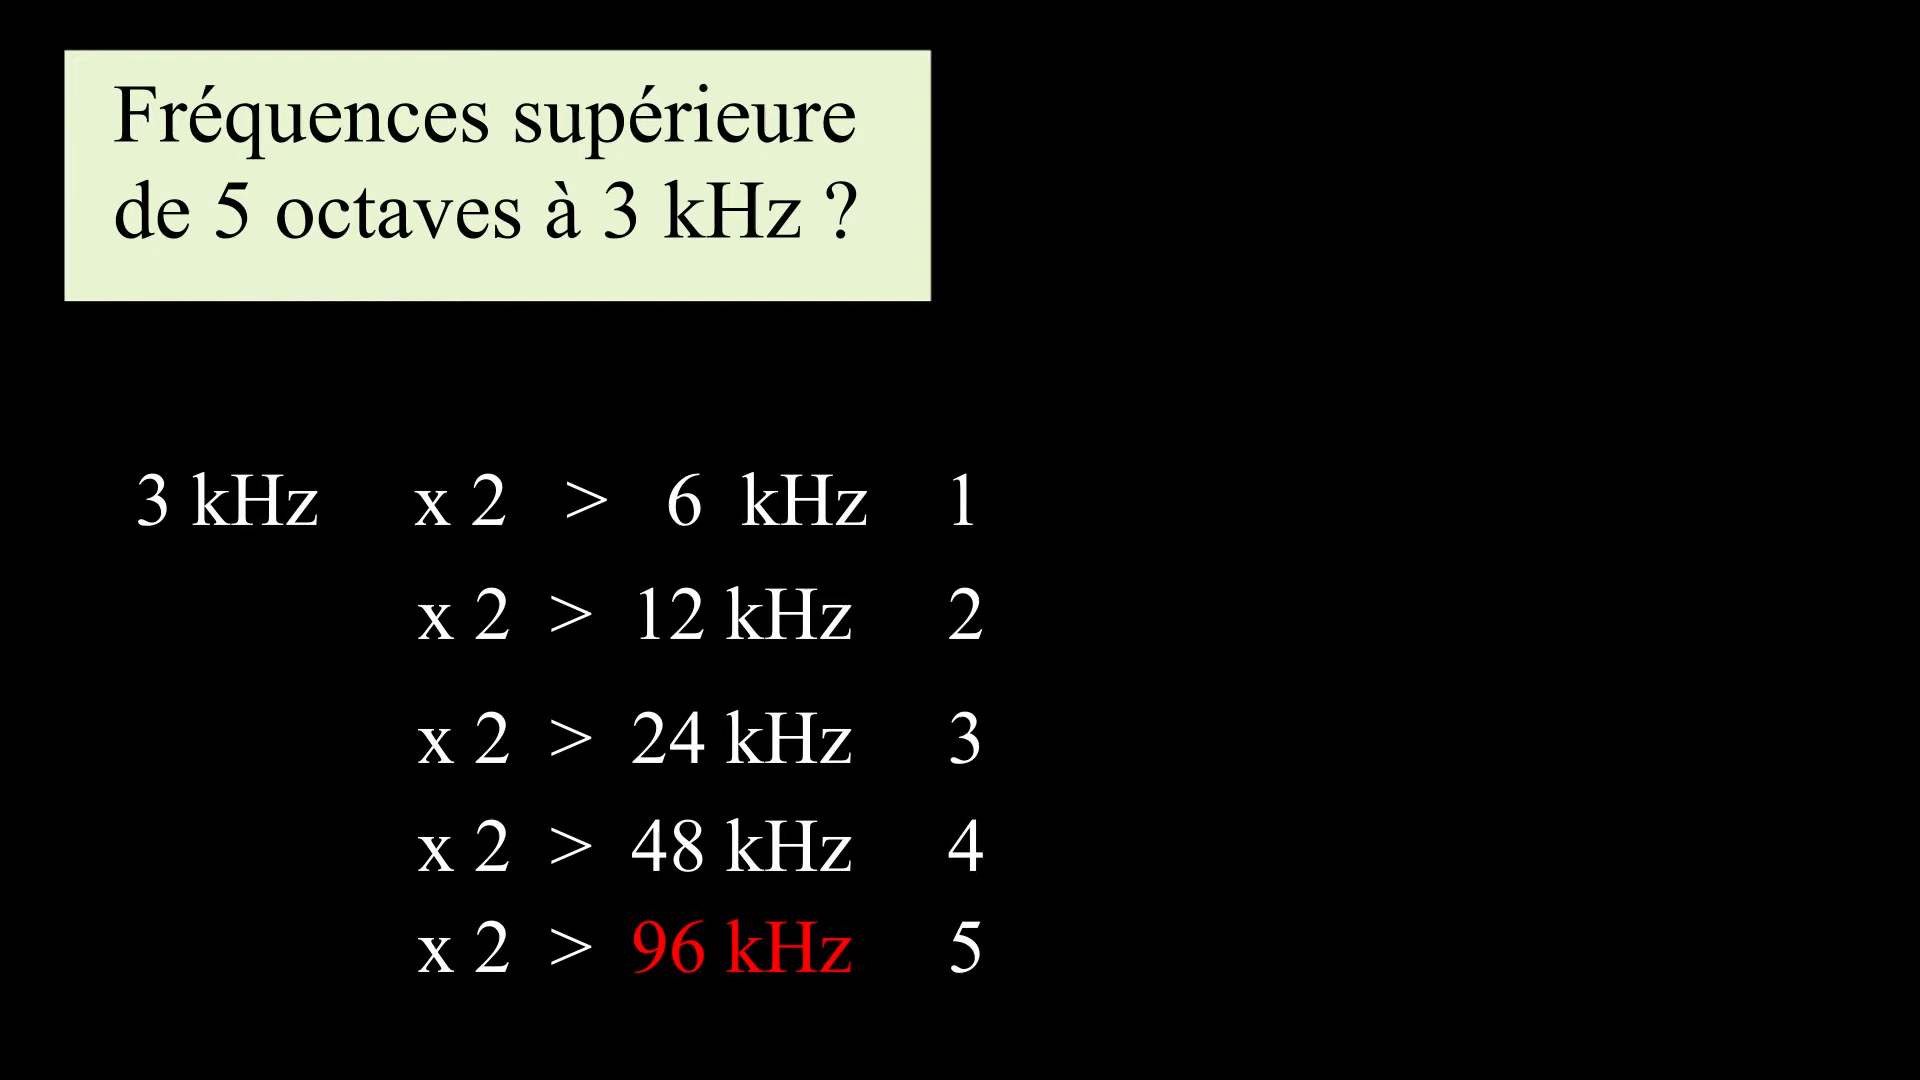 Fréquences supérieure
de 5 octaves à 3 kHz ?
3 kHz x 2 > 6 kHz 1
x 2 > 12 kHz 2
x 2 > 24 kHz 3
x 2 > 48 kHz 4
x 2 > 96 kHz 5